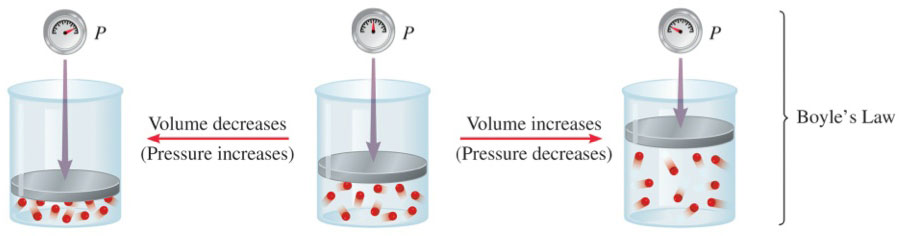 P
P
P
Volume decreases
(Pressure increases)
Volume increases
(Pressure decreases)
Boyle's Law